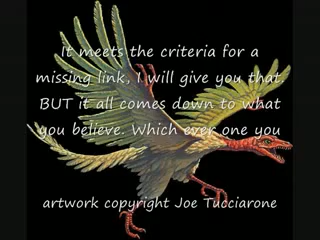 It meets the criteria for a
missing link, I will give you that.
BUT it all comes down to what
you believe. Which ever one you
artwork copyright Joe Tucciarone